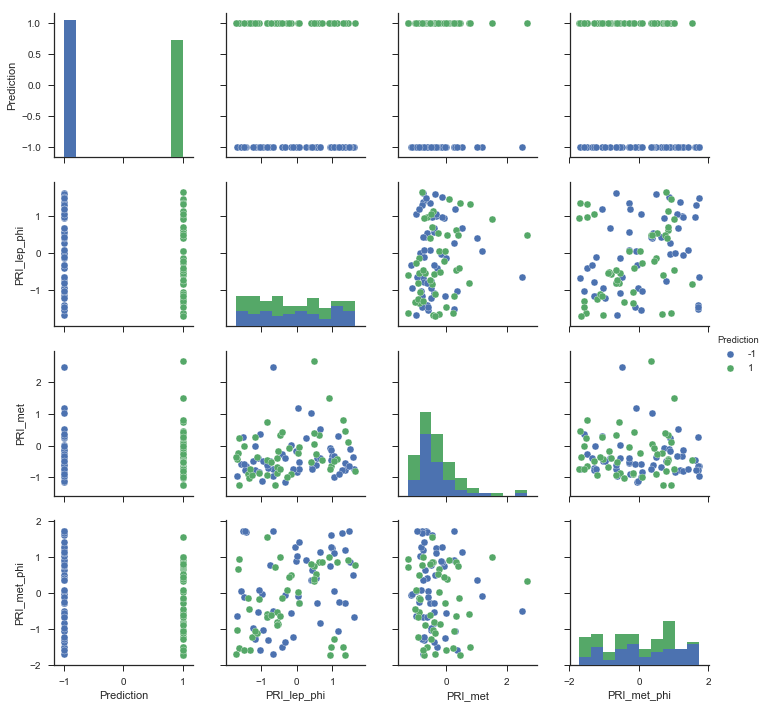 1.0
0.5
0.0
−0.5
−1.0
Prediction
1
0
−1
PRI_lep_phi
2
1
0
−1
PRI_met
2
1
0
−1
−2
PRI_met_phi
−1 0 1
Prediction
−1 0 1
PRI_lep_phi
0 2
PRI_met
−2 0 2
PRI_met_phi
Prediction
-1
1